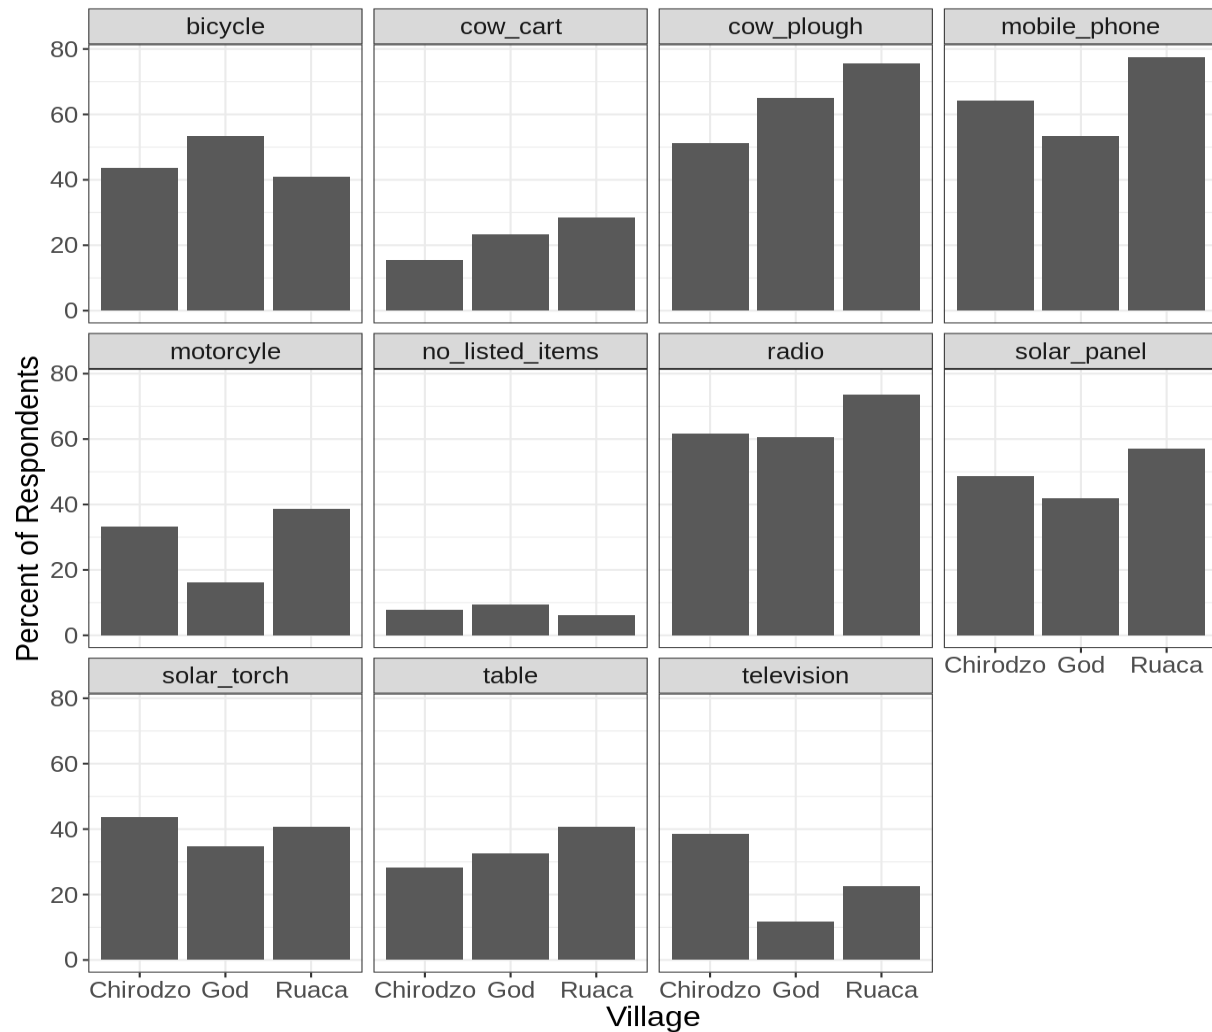 bicycle cow_cart cow_plough mobile_phone
80
60
40
20
0
motorcyle no_listed_items radio solar_panel
80
60
40
20
0
Chirodzo God Ruaca
solar_torch table television
80
60
40
20
0
Chirodzo God Ruaca Chirodzo God Ruaca Chirodzo God Ruaca
Village
Percent of Respondents